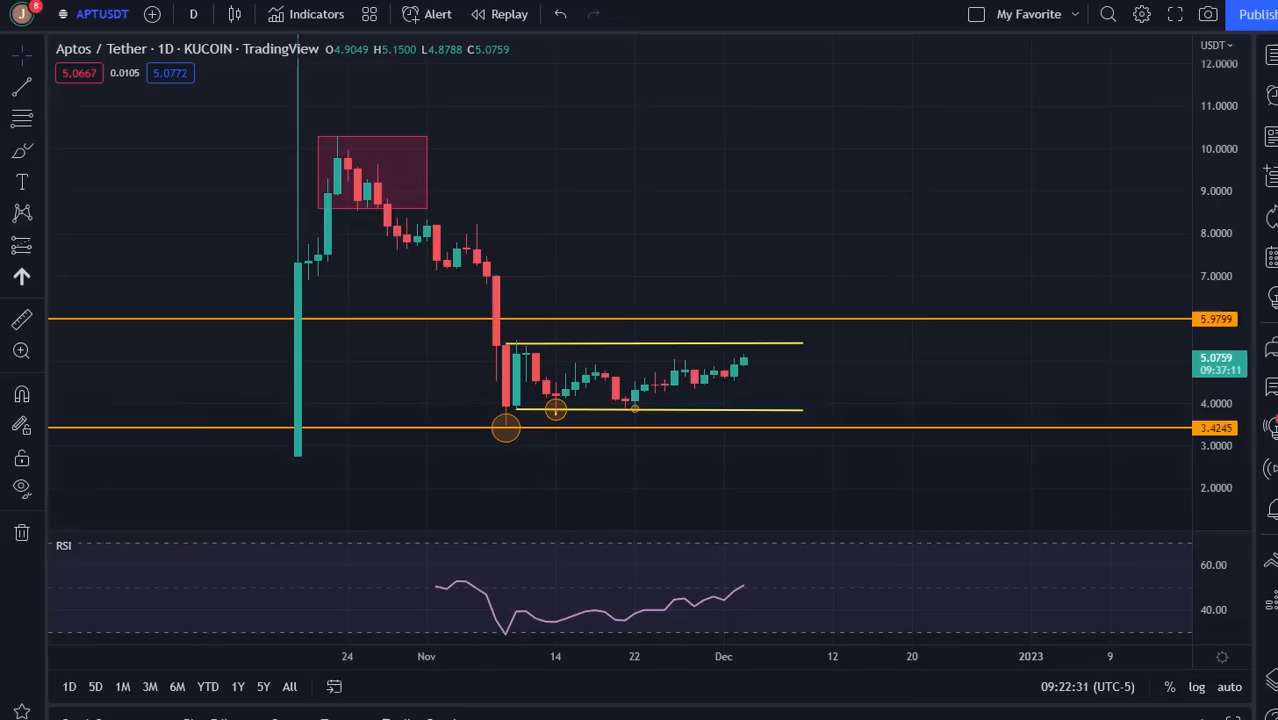 J 8 APTUSDT D Indicators Alert Replay My Favorite Publish
Aptos / Tether · 1D · KUCOIN · TradingView O4.9049 H5.1500 L4.8788 C5.0759 USDT
5.0667 0.0105 5.0772
12.0000
11.0000
10.0000
9.0000
8.0000
7.0000
5.9799
5.0759
09:37:11
4.0000
3.4245
3.0000
2.0000
RSI
60.00
40.00
24 Nov 14 22 Dec 12 20 2023 9
1D 5D 1M 3M 6M YTD 1Y 5Y All 09:22:31 (UTC-5) % log auto